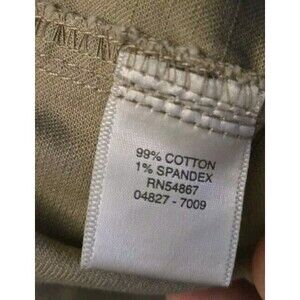 99% COTTON
1% SPANDEX
RN54867
04827 - 7009